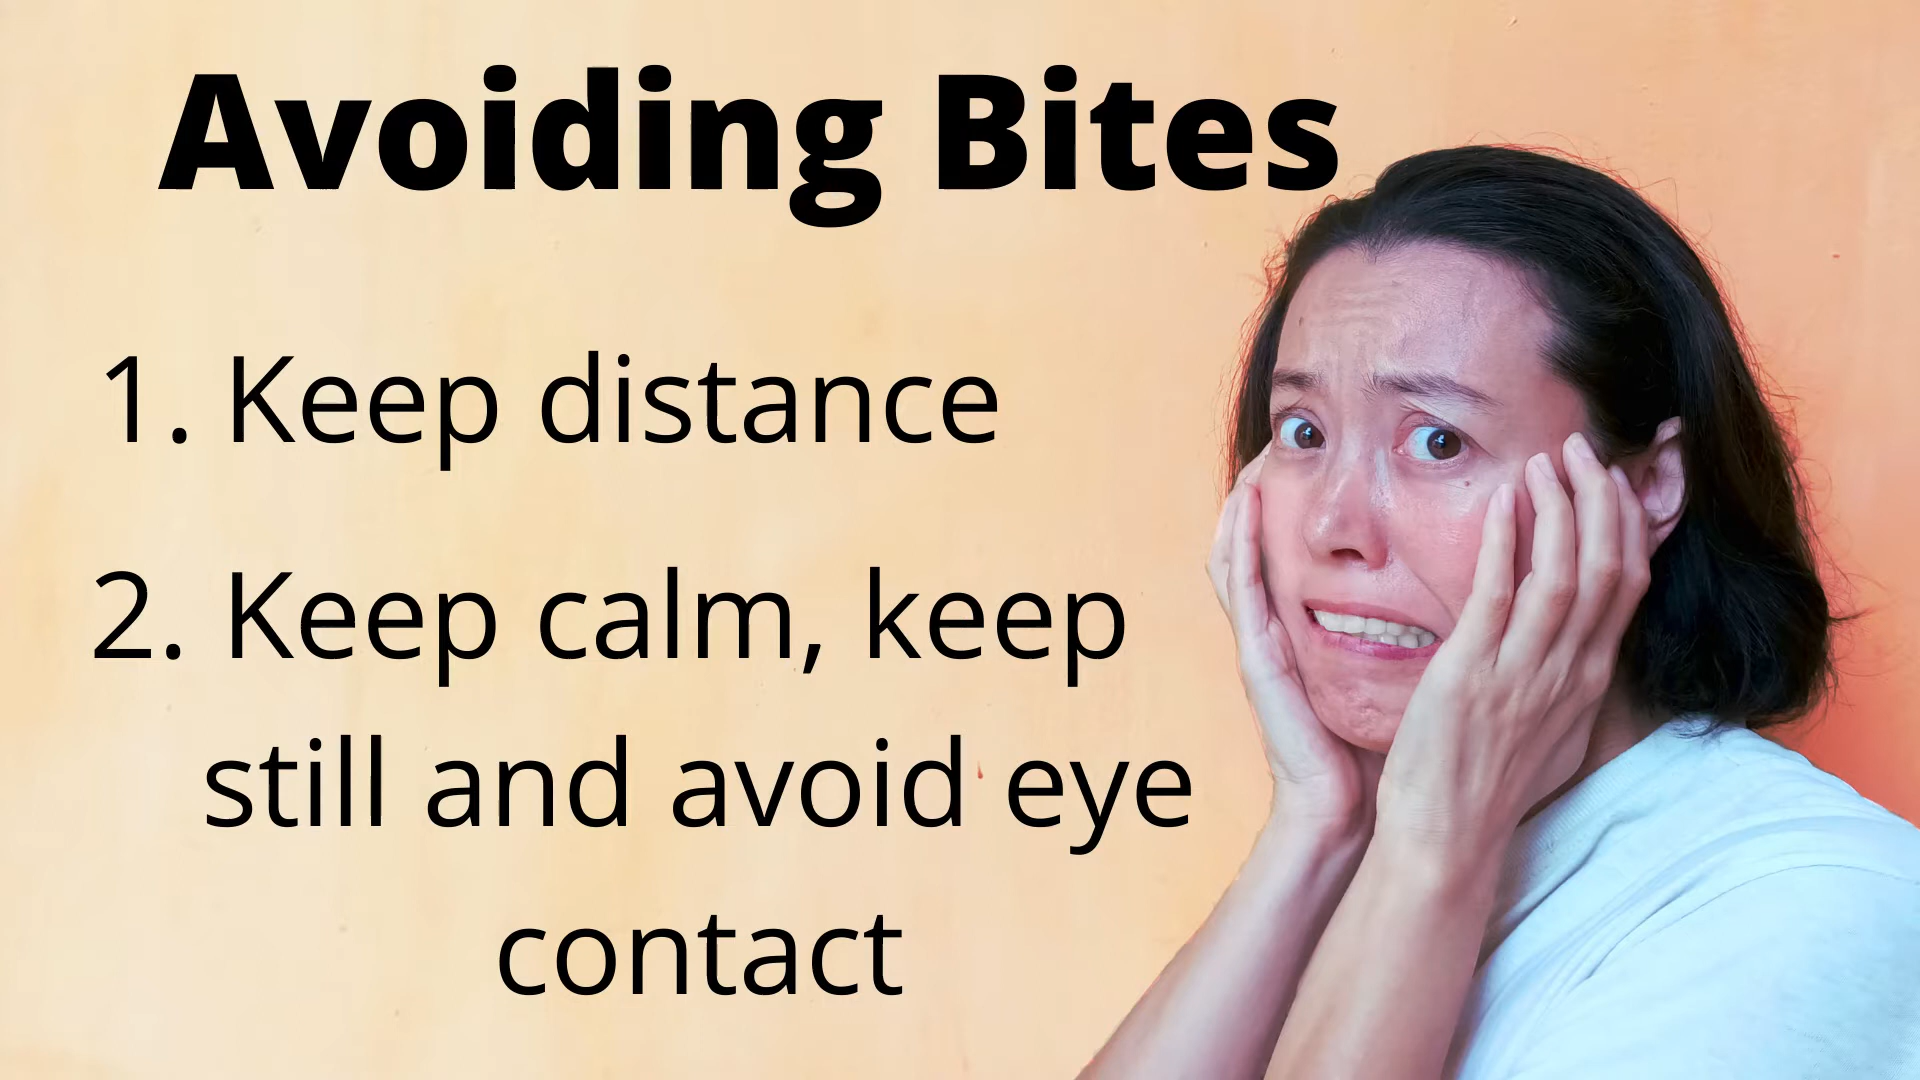 Avoiding Bites
1. Keep distance
2. Keep calm, keep
still and avoid eye
contact